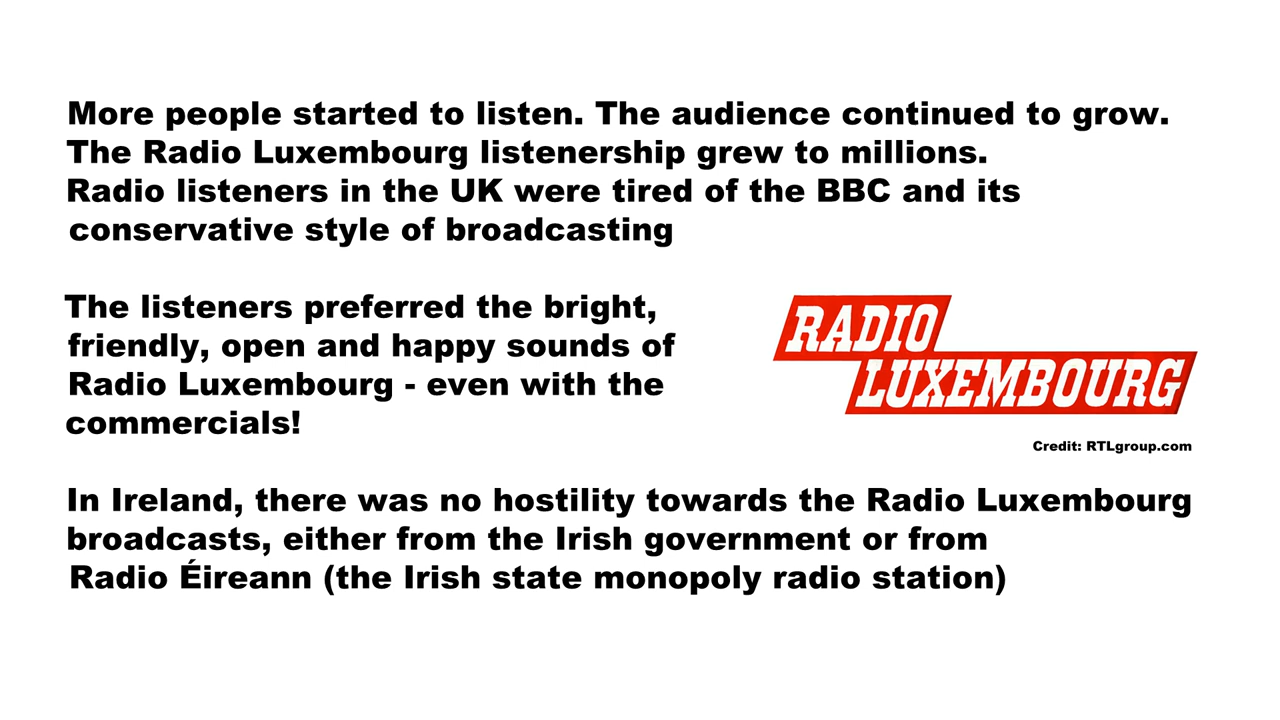 More people started to listen. The audience continued to grow.
The Radio Luxembourg listenership grew to millions.
Radio listeners in the UK were tired of the BBC and its
conservative style of broadcasting
The listeners preferred the bright,
friendly, open and happy sounds of
Radio Luxembourg - even with the
commercials!
RADIO
LUXEMBOURG
Credit: RTLgroup.com
In Ireland, there was no hostility towards the Radio Luxembourg
broadcasts, either from the Irish government or from
Radio Éireann (the Irish state monopoly radio station)